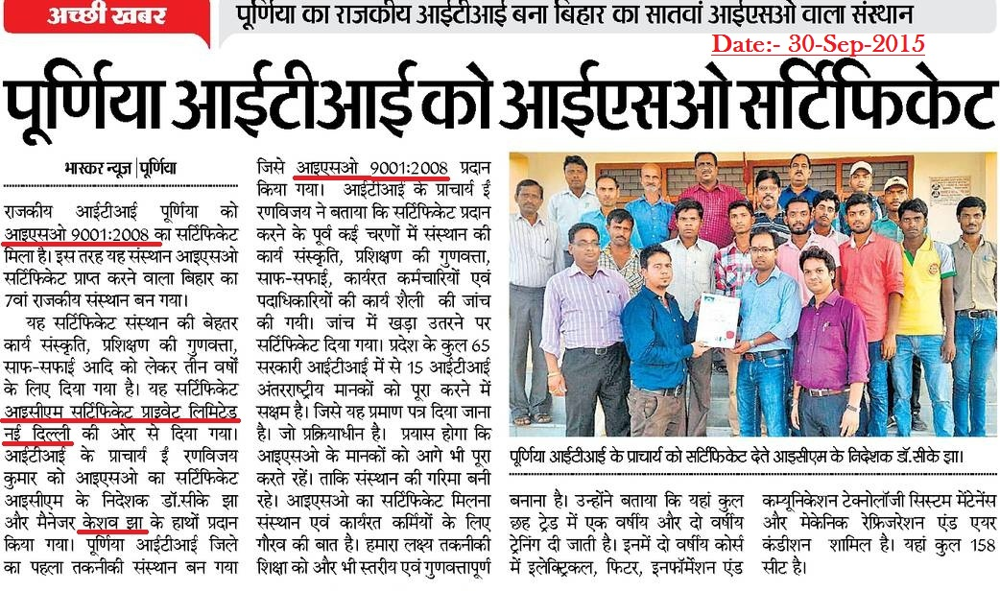 अच्छी खबर
पूर्णिया का राजकीय आईटीआई बना बिहार का सातवां आईएसओ वाला संस्थान
Date:- 30-Sep-2015
पूर्णिया आईटीआई को आईएसओ सर्टिफिकेट
भास्कर न्यूज | पूर्णिया
राजकीय आईटीआई पूर्णिया को
आइएसओ 9001:2008 का सर्टिफिकेट
मिला है। इस तरह यह संस्थान आइएसओ
सर्टिफिकेट प्राप्त करने वाला बिहार का
7वां राजकीय संस्थान बन गया।
यह सर्टिफिकेट संस्थान की बेहतर
कार्य संस्कृति, प्रशिक्षण की गुणवत्ता,
साफ-सफाई आदि को लेकर तीन वर्षो
के लिए दिया गया है। यह सर्टिफिकेट
आइसीएम सर्टिफिकेट प्राइवेट लिमिटेड
नई दिल्ली की ओर से दिया गया।
आईटीआई के प्राचार्य ईं रणविजय
कुमार को आइएसओ का सर्टिफिकेट
आइसीएम के निदेशक डॉ.सीके झा
और मैनेजर केशव झा के हाथों प्रदान
किया गया। पूर्णिया आईटीआई जिले
का पहला तकनीकी संस्थान बन गया
जिसे आइएसओ 9001:2008 प्रदान
किया गया। आईटीआई के प्राचार्य ईं
रणविजय ने बताया कि सर्टिफिकेट प्रदान
करने के पूर्व कई चरणों में संस्थान की
कार्य संस्कृति, प्रशिक्षण की गुणवत्ता,
साफ-सफाई, कार्यरत कर्मचारियों एवं
पदाधिकारियों की कार्य शैली की जांच
की गयी। जांच में खड़ा उतरने पर
सर्टिफिकेट दिया गया। प्रदेश के कुल 65
सरकारी आईटीआई में से 15 आईटीआई
अंतरराष्ट्रीय मानकों को पूरा करने में
सक्षम है। जिसे यह प्रमाण पत्र दिया जाना
है। जो प्रक्रियाधीन है। प्रयास होगा कि
आइएसओ के मानकों को आगे भी पूरा
करते रहें। ताकि संस्थान की गरिमा बनी
रहे। आइएसओ का सर्टिफिकेट मिलना
संस्थान एवं कार्यरत कर्मियों के लिए
गौरव की बात है। हमारा लक्ष्य तकनीकी
शिक्षा को और भी स्तरीय एवं गुणवत्तापूर्ण
पूर्णिया आईटीआई के प्राचार्य को सर्टिफिकेट देते आइसीएम के निदेशक डॉ.सीके झा।
बनाना है। उन्होंने बताया कि यहां कुल
छह ट्रेड में एक वर्षीय और दो वर्षीय
ट्रेनिंग दी जाती है। इनमें दो वर्षीय कोर्स
में इलेक्ट्रिकल, फिटर, इनफॉर्मेशन एंड
कम्यूनिकेशन टेक्नोलॉजी सिस्टम मेंटेनेंस
और मेकेनिक रेफ्रिजरेशन एंड एयर
कंडीशन शामिल है। यहां कुल 158
सीट है।